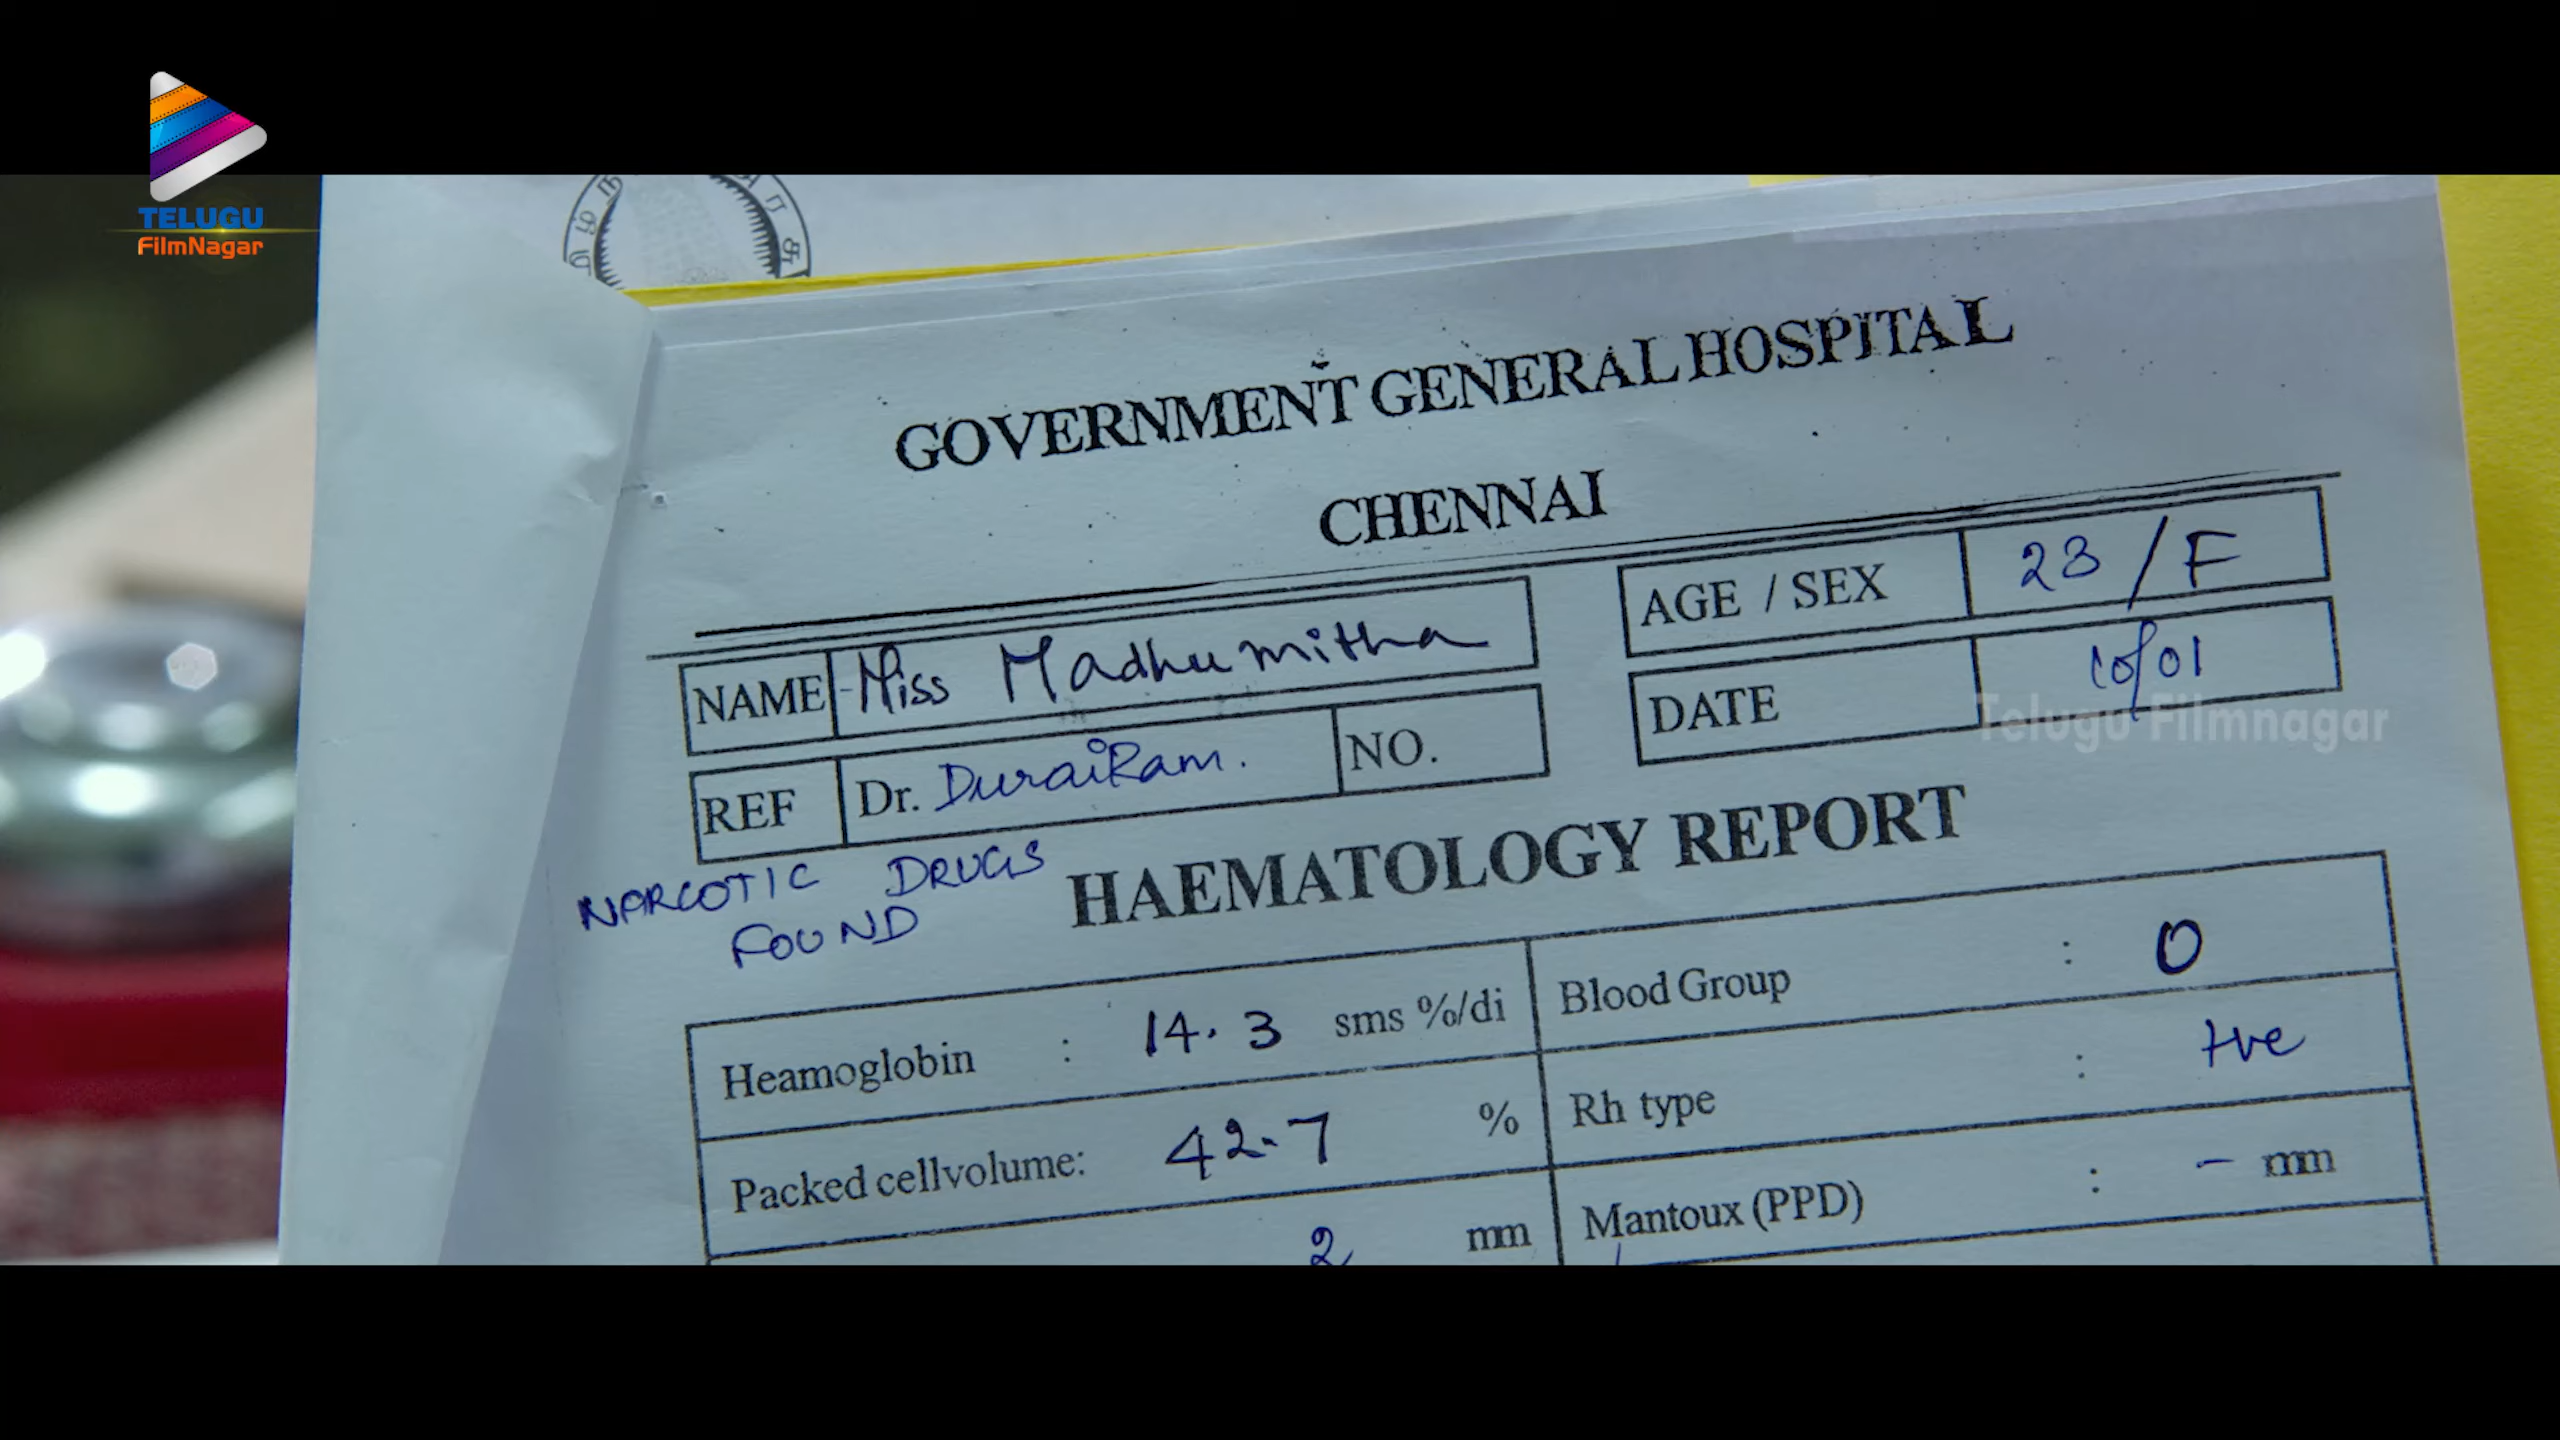 TELUGU
FilmNagar
GOVERNMENT GENERAL HOSPITAL
CHENNAI
NAME Miss Madhumitha
AGE / SEX 23 / F
REF Dr. DuraiRam. NO.
DATE 10/01
Telugu Filmnagar
NARCOTIC DRUGS
FOUND
HAEMATOLOGY REPORT
Heamoglobin : 14.3 sms %/di
Blood Group : O
Packed cellvolume: 42.7 %
Rh type : +ve
2 mm
Mantoux (PPD) : - mm